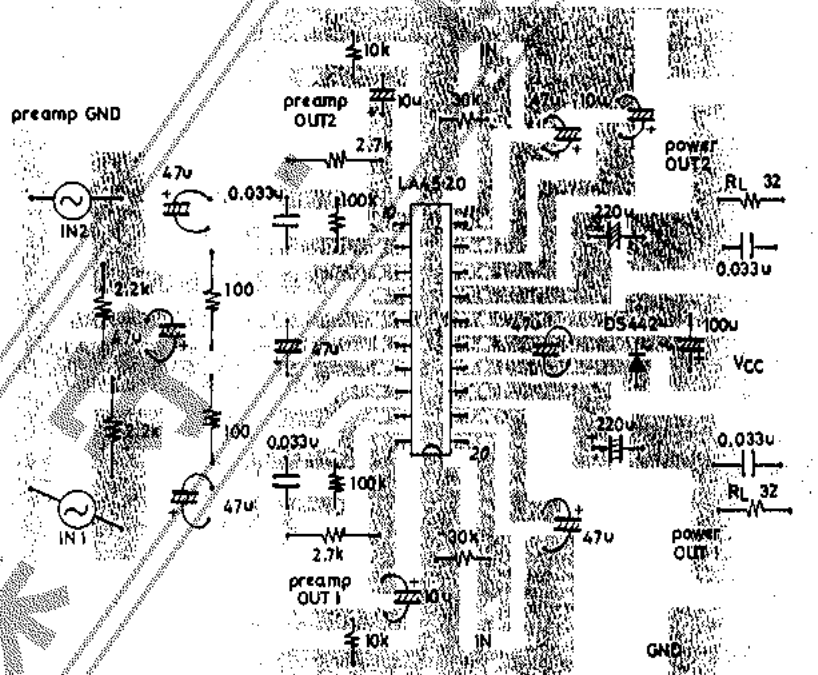 10k
IN
preamp
OUT2
10u
30k
47u
10u
preamp GND
2.7k
power
OUT2
47u
0.033u
100k
LA4520
RL 32
IN2
220u
0.033u
2.2k
100
47u
47u
47u
DS442
100u
VCC
2.2k
100
0.033u
220u
20
0.033u
100k
RL 32
47u
IN1
2.7k
30k
47u
power
OUT1
preamp
OUT1
10u
10k
IN
GND